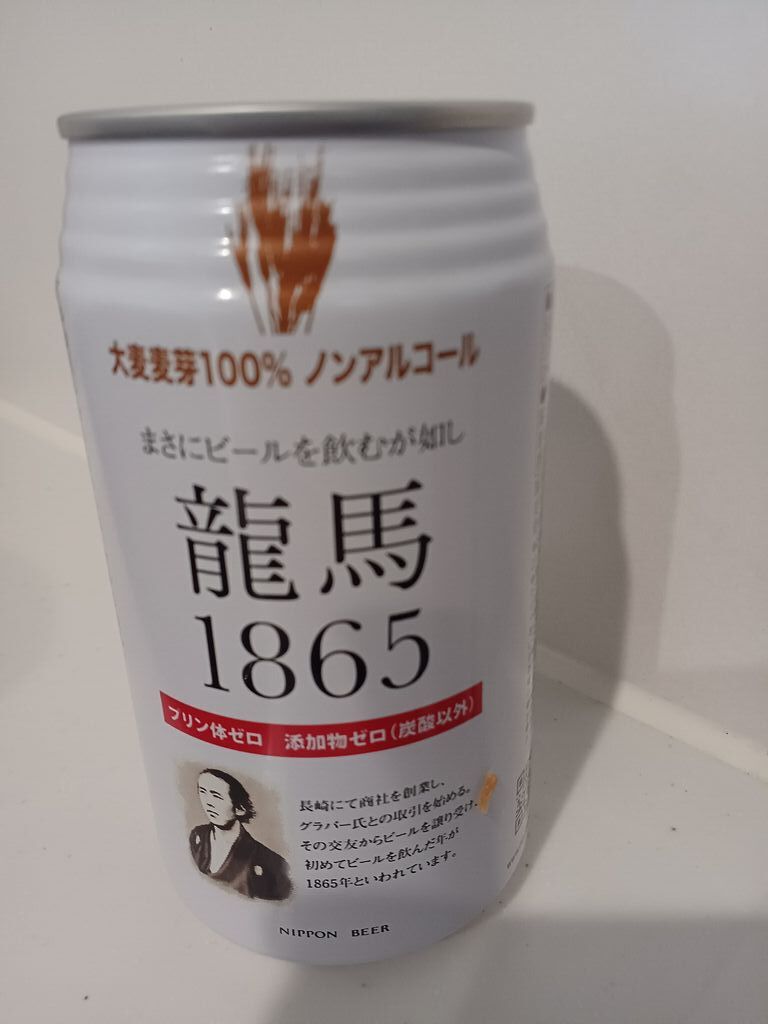 大麦麦芽100% ノンアルコール
まさにビールを飲むが如し
龍馬
1865
プリン体ゼロ 添加物ゼロ(炭酸以外)
長崎にて商社を創業し、
グラバー氏との取引を始める。
その交友からビールを譲り受け、
初めてビールを飲んだ年が
1865年といわれています。
NIPPON BEER